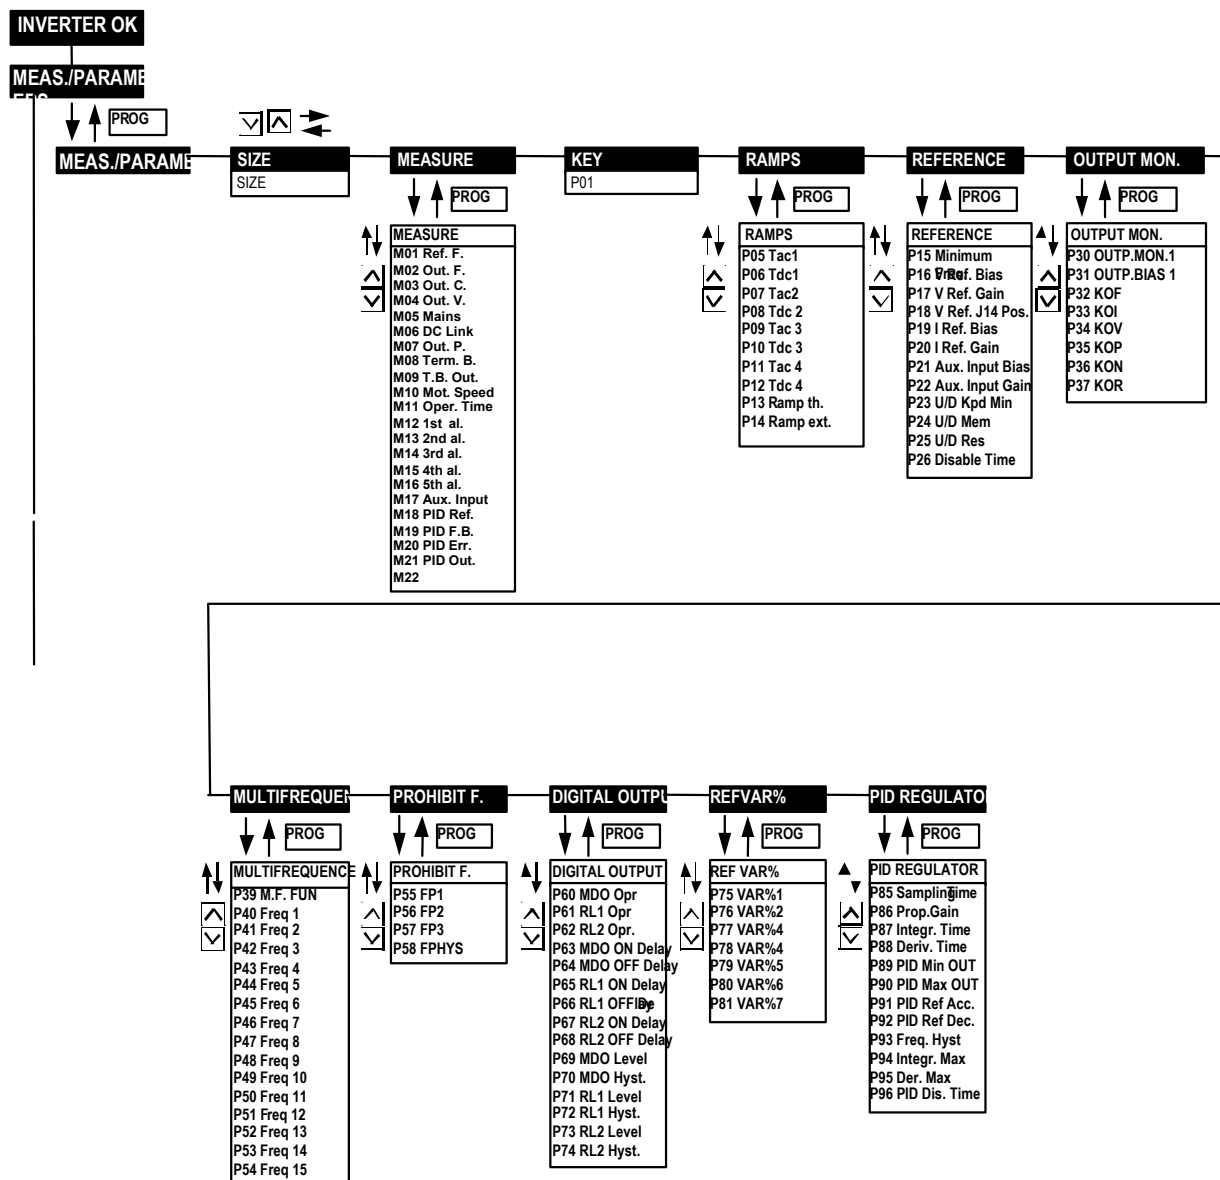 INVERTER OK
MEAS./PARAME
PROG
MEAS./PARAME
SIZE
SIZE
MEASURE
PROG
MEASURE
M01 Ref. F.
M02 Out. F.
M03 Out. C.
M04 Out. V.
M05 Mains
M06 DC Link
M07 Out. P.
M08 Term. B.
M09 T.B. Out.
M10 Mot. Speed
M11 Oper. Time
M12 1st al.
M13 2nd al.
M14 3rd al.
M15 4th al.
M16 5th al.
M17 Aux. Input
M18 PID Ref.
M19 PID F.B.
M20 PID Err.
M21 PID Out.
M22
KEY
P01
RAMPS
PROG
RAMPS
P05 Tac1
P06 Tdc1
P07 Tac2
P08 Tdc 2
P09 Tac 3
P10 Tdc 3
P11 Tac 4
P12 Tdc 4
P13 Ramp th.
P14 Ramp ext.
REFERENCE
PROG
REFERENCE
P15 Minimum
P16 V Ref. Bias
P17 V Ref. Gain
P18 V Ref. J14 Pos.
P19 I Ref. Bias
P20 I Ref. Gain
P21 Aux. Input Bias
P22 Aux. Input Gain
P23 U/D Kpd Min
P24 U/D Mem
P25 U/D Res
P26 Disable Time
OUTPUT MON.
PROG
OUTPUT MON.
P30 OUTP.MON.1
P31 OUTP.BIAS 1
P32 KOF
P33 KOI
P34 KOV
P35 KOP
P36 KON
P37 KOR
MULTIFREQUEN
PROG
MULTIFREQUENCE
P39 M.F. FUN
P40 Freq 1
P41 Freq 2
P42 Freq 3
P43 Freq 4
P44 Freq 5
P45 Freq 6
P46 Freq 7
P47 Freq 8
P48 Freq 9
P49 Freq 10
P50 Freq 11
P51 Freq 12
P52 Freq 13
P53 Freq 14
P54 Freq 15
PROHIBIT F.
PROG
PROHIBIT F.
P55 FP1
P56 FP2
P57 FP3
P58 FPHYS
DIGITAL OUTPU
PROG
DIGITAL OUTPUT
P60 MDO Opr
P61 RL1 Opr
P62 RL2 Opr.
P63 MDO ON Delay
P64 MDO OFF Delay
P65 RL1 ON Delay
P66 RL1 OFF
P67 RL2 ON Delay
P68 RL2 OFF Delay
P69 MDO Level
P70 MDO Hyst.
P71 RL1 Level
P72 RL1 Hyst.
P73 RL2 Level
P74 RL2 Hyst.
REFVAR%
PROG
REF VAR%
P75 VAR%1
P76 VAR%2
P77 VAR%4
P78 VAR%4
P79 VAR%5
P80 VAR%6
P81 VAR%7
PID REGULATO
PROG
PID REGULATOR
P85 Sampling Time
P86 Prop.Gain
P87 Integr. Time
P88 Deriv. Time
P89 PID Min OUT
P90 PID Max OUT
P91 PID Ref Acc.
P92 PID Ref Dec.
P93 Freq. Hyst
P94 Integr. Max
P95 Der. Max
P96 PID Dis. Time